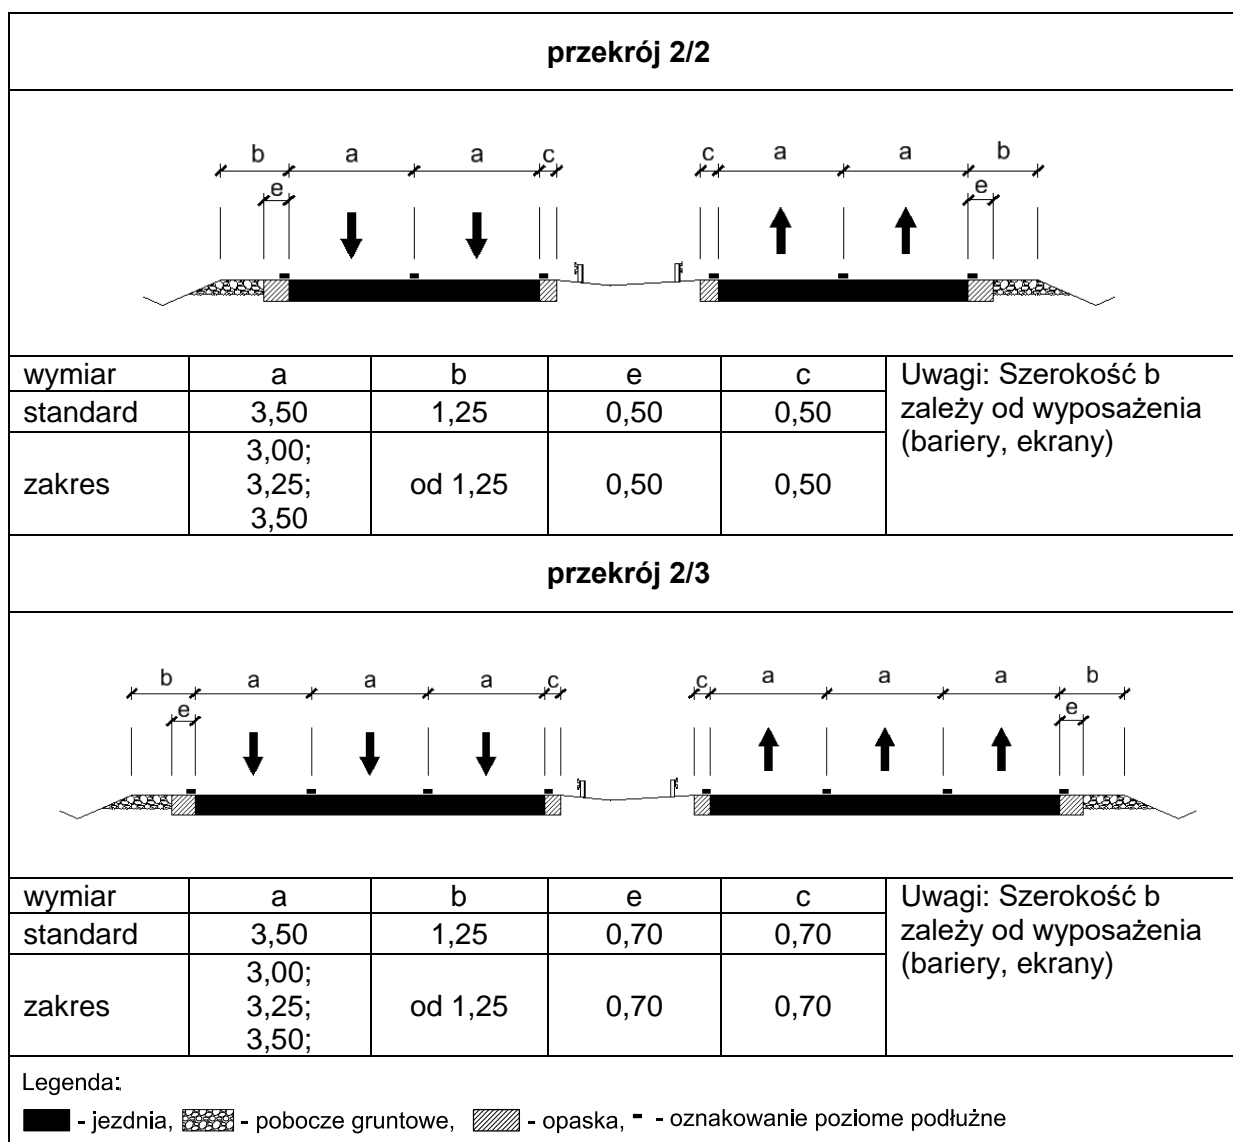 przekrój 2/2
b a a c c a a b
e e
wymiar a b e c Uwagi: Szerokość b
standard 3,50 1,25 0,50 0,50 zależy od wyposażenia
(bariery, ekrany)
3,00;
zakres 3,25; od 1,25 0,50 0,50
3,50
przekrój 2/3
b a a a c c a a a b
e e
wymiar a b e c Uwagi: Szerokość b
standard 3,50 1,25 0,70 0,70 zależy od wyposażenia
(bariery, ekrany)
3,00;
zakres 3,25; od 1,25 0,70 0,70
3,50;
Legenda:
- jezdnia, - pobocze gruntowe, - opaska, - oznakowanie poziome podłużne